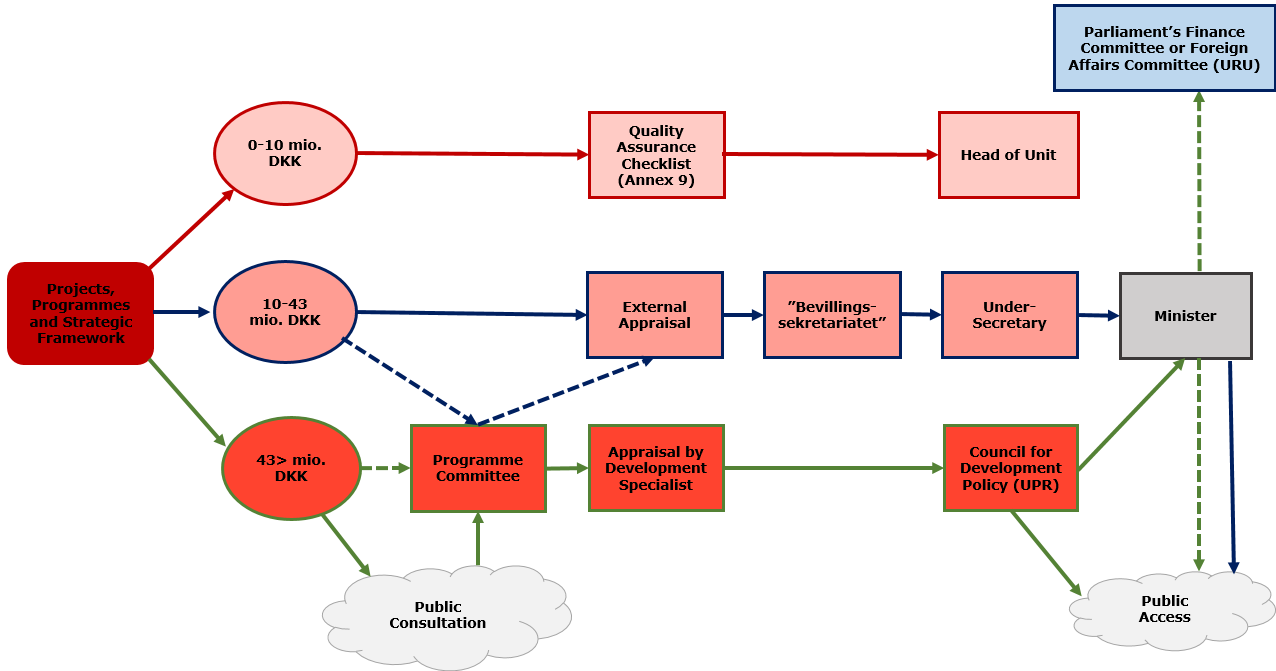 Parliament's Finance
Committee or Foreign
Affairs Committee (URU)
0-10 mio.
DKK
Quality
Assurance
Checklist
(Annex 9)
Head of Unit
Projects,
Programmes
and Strategic
Framework
10-43
mio. DKK
External
Appraisal
”Bevillings-
sekretariatet”
Under-
Secretary
Minister
43> mio.
DKK
Programme
Committee
Appraisal by
Development
Specialist
Council for
Development
Policy (UPR)
Public
Consultation
Public
Access